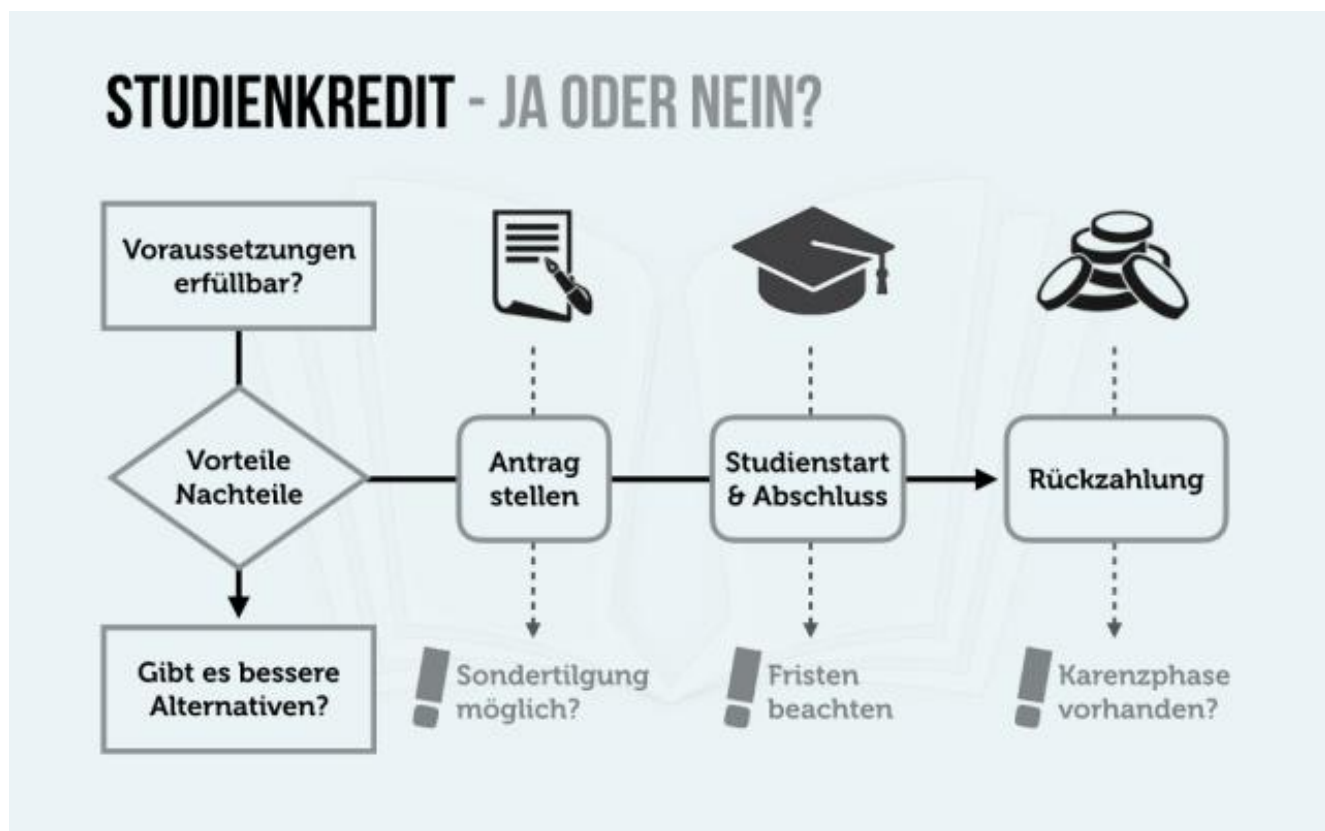 STUDIENKREDIT - JA ODER NEIN?
Voraussetzungen
erfüllbar?
Vorteile
Nachteile
Gibt es bessere
Alternativen?
Antrag
stellen
Sondertilgung
möglich?
Studienstart
& Abschluss
Fristen
beachten
Rückzahlung
Karenzphase
vorhanden?